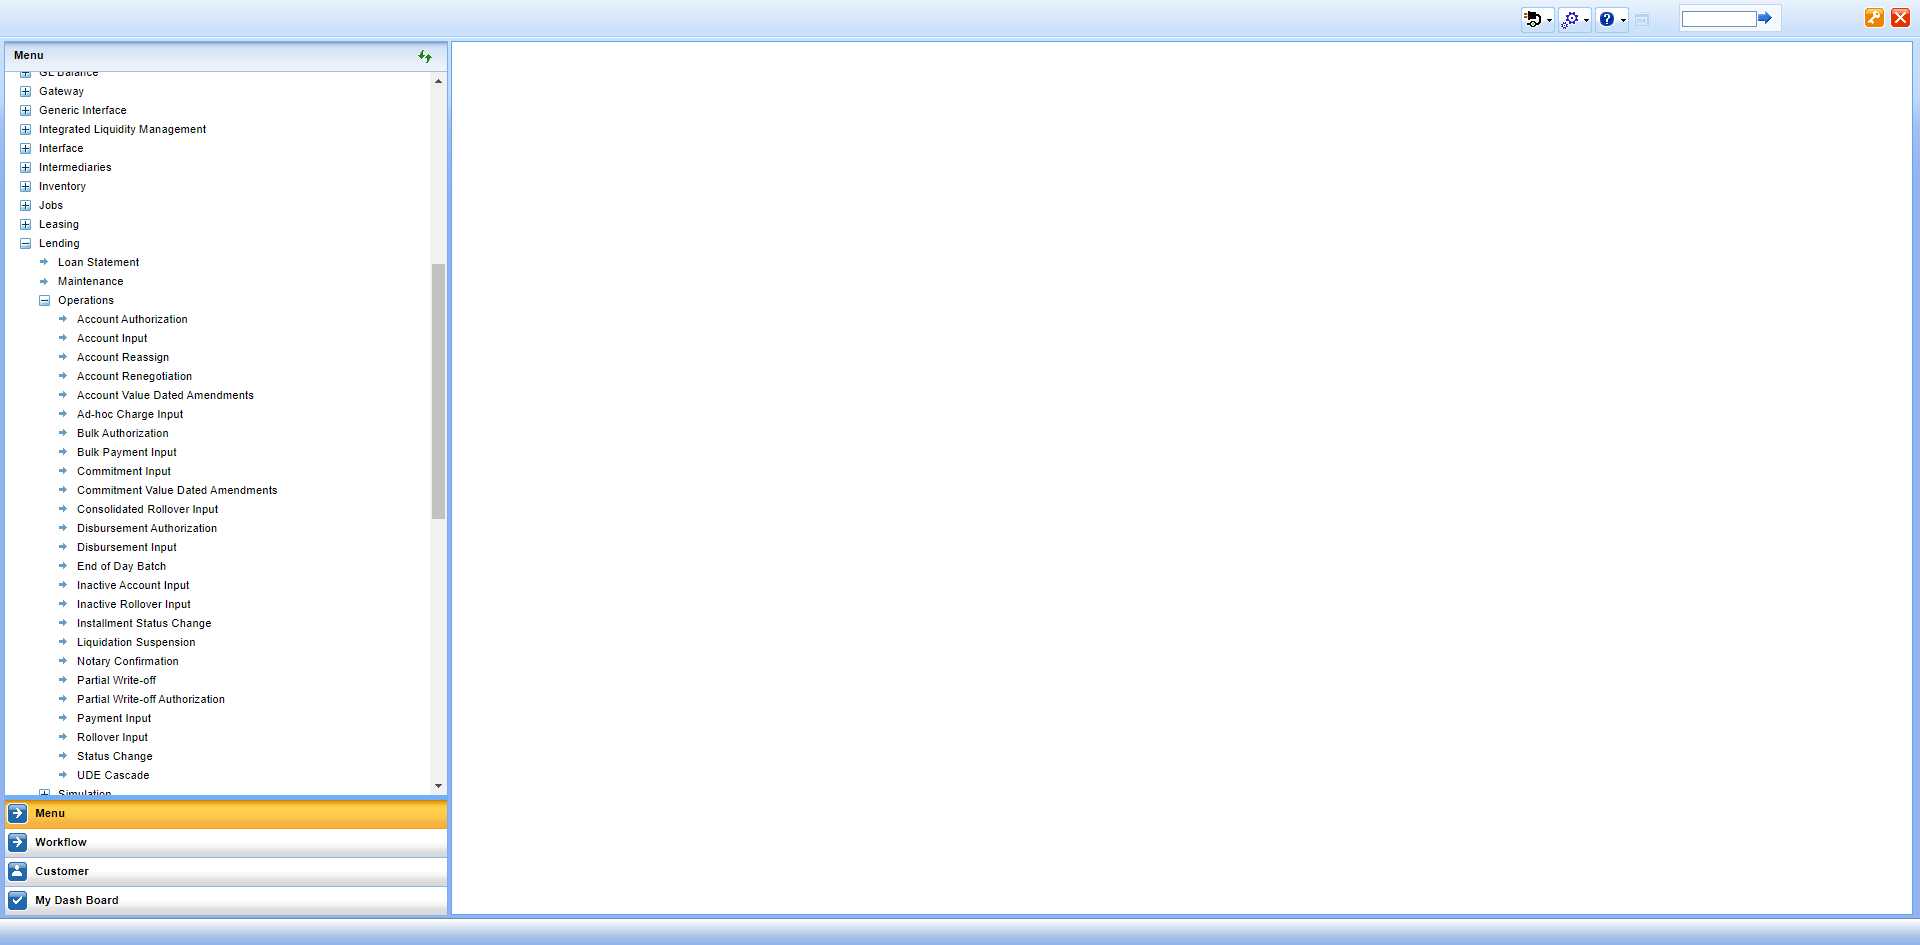 Menu
GL Balance
Gateway
Generic Interface
Integrated Liquidity Management
Interface
Intermediaries
Inventory
Jobs
Leasing
Lending
Loan Statement
Maintenance
Operations
Account Authorization
Account Input
Account Reassign
Account Renegotiation
Account Value Dated Amendments
Ad-hoc Charge Input
Bulk Authorization
Bulk Payment Input
Commitment Input
Commitment Value Dated Amendments
Consolidated Rollover Input
Disbursement Authorization
Disbursement Input
End of Day Batch
Inactive Account Input
Inactive Rollover Input
Installment Status Change
Liquidation Suspension
Notary Confirmation
Partial Write-off
Partial Write-off Authorization
Payment Input
Rollover Input
Status Change
UDE Cascade
Simulation
Menu
Workflow
Customer
My Dash Board